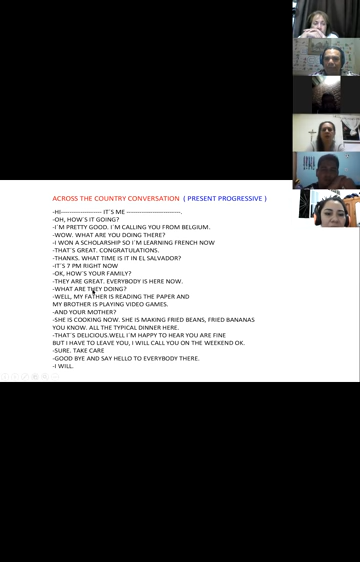 ACROSS THE COUNTRY CONVERSATION ( PRESENT PROGRESSIVE )
-HI------------------- IT´S ME -------------------------.
-OH, HOW´S IT GOING?
-I´M PRETTY GOOD. I´M CALLING YOU FROM BELGIUM.
-WOW. WHAT ARE YOU DOING THERE?
-I WON A SCHOLARSHIP SO I´M LEARNING FRENCH NOW
-THAT´S GREAT. CONGRATULATIONS.
-THANKS. WHAT TIME IS IT IN EL SALVADOR?
-IT´S 7 PM RIGHT NOW
-OK, HOW´S YOUR FAMILY?
-THEY ARE GREAT. EVERYBODY IS HERE NOW.
-WHAT ARE THEY DOING?
-WELL, MY FATHER IS READING THE PAPER AND
MY BROTHER IS PLAYING VIDEO GAMES.
-AND YOUR MOTHER?
-SHE IS COOKING NOW. SHE IS MAKING FRIED BEANS, FRIED BANANAS
YOU KNOW. ALL THE TYPICAL DINNER HERE.
-THAT´S DELICIOUS.WELL I´M HAPPY TO HEAR YOU ARE FINE
BUT I HAVE TO LEAVE YOU, I WILL CALL YOU ON THE WEEKEND OK.
-SURE. TAKE CARE
-GOOD BYE AND SAY HELLO TO EVERYBODY THERE.
-I WILL.